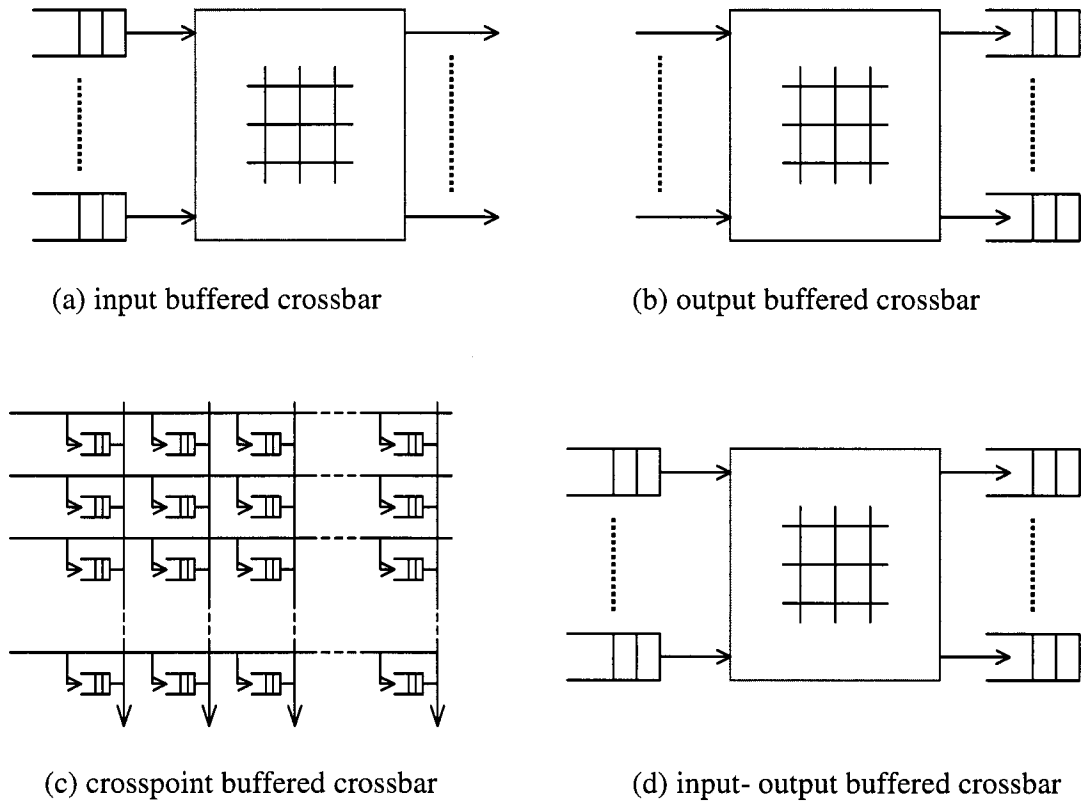 (a) input buffered crossbar
(b) output buffered crossbar
(c) crosspoint buffered crossbar
(d) input- output buffered crossbar